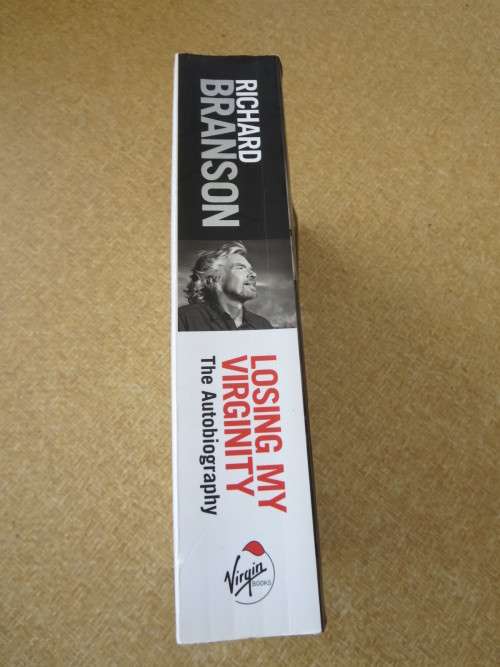 RICHARD
BRANSON
LOSING MY
VIRGINITY
The Autobiography
Virgin
BOOKS